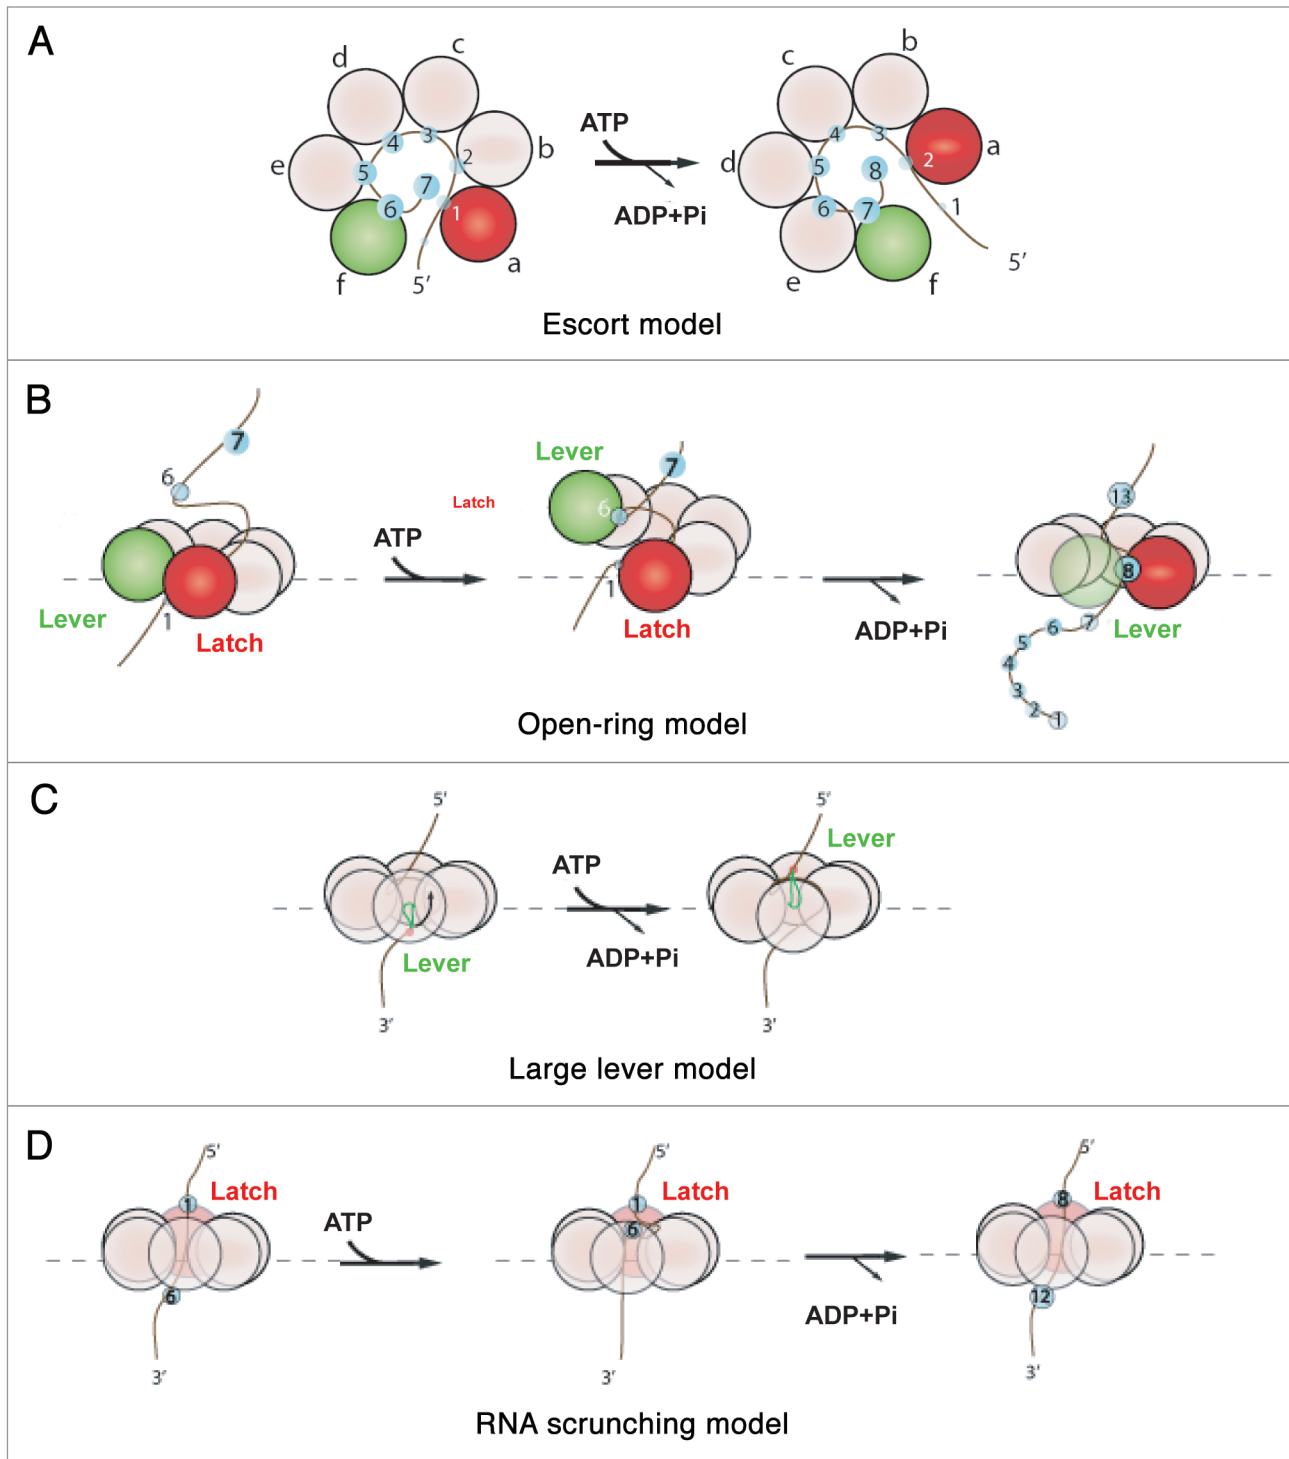 A
d
c
e
b
4
3
5
2
7
6
1
f
5′
a
ATP
ADP+Pi
c
b
d
a
4
3
5
8
2
6
7
1
e
f
5′
Escort model
B
7
6
1
Lever
Latch
ATP
Latch
Lever
7
6
1
Latch
ADP+Pi
13
8
7
6
5
4
3
2
1
Lever
Open-ring model
C
5′
Lever
3′
ATP
ADP+Pi
5′
Lever
3′
Large lever model
D
5′
1
Latch
6
3′
ATP
5′
1
Latch
6
3′
ADP+Pi
5′
8
Latch
12
3′
RNA scrunching model